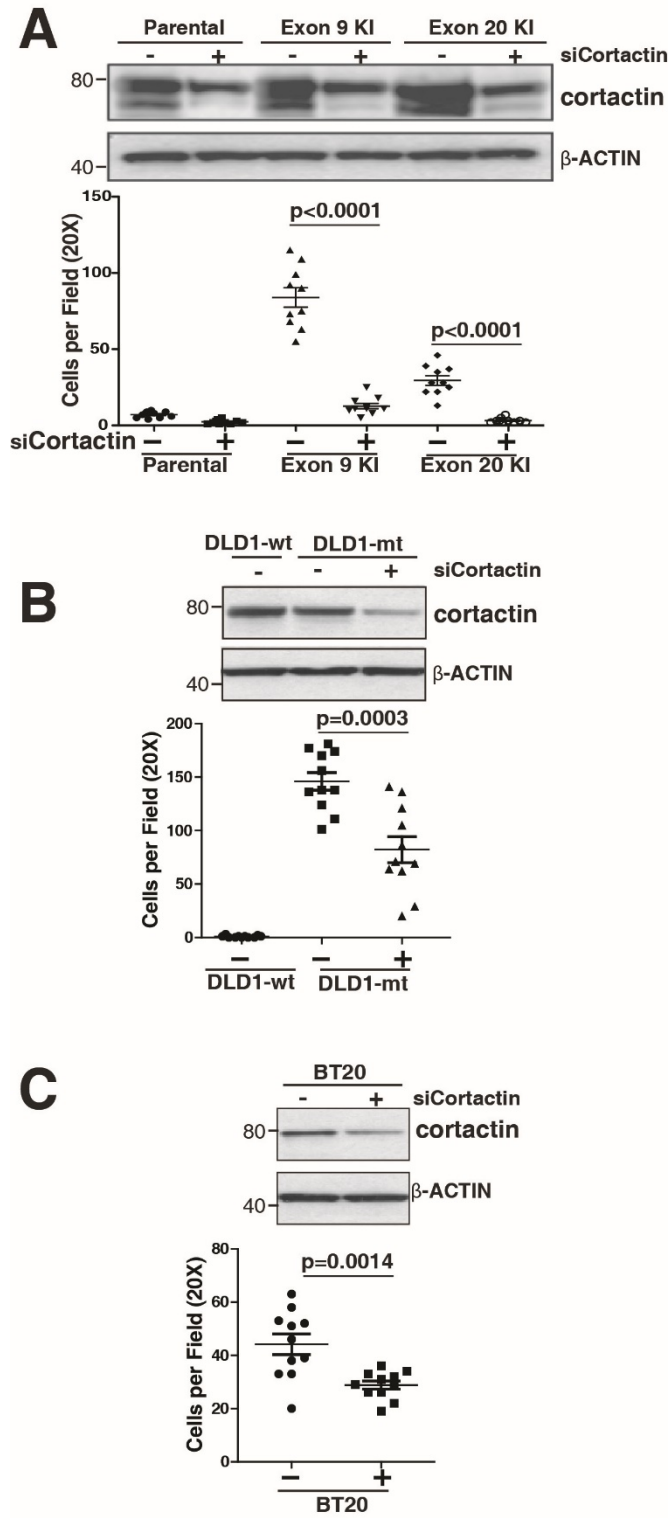 A
Parental Exon 9 KI Exon 20 KI
- + - + - + siCortactin
80 cortactin
40 β-ACTIN
150
100
50
0
Cells per Field (20X)
p<0.0001
p<0.0001
siCortactin − + − + − +
Parental Exon 9 KI Exon 20 KI
B
DLD1-wt DLD1-mt
- - + siCortactin
80 cortactin
40 β-ACTIN
200
150
100
50
0
Cells per Field (20X)
p=0.0003
− − +
DLD1-wt DLD1-mt
C
BT20
- + siCortactin
80 cortactin
40 β-ACTIN
80
60
40
20
0
Cells per Field (20X)
p=0.0014
− +
BT20